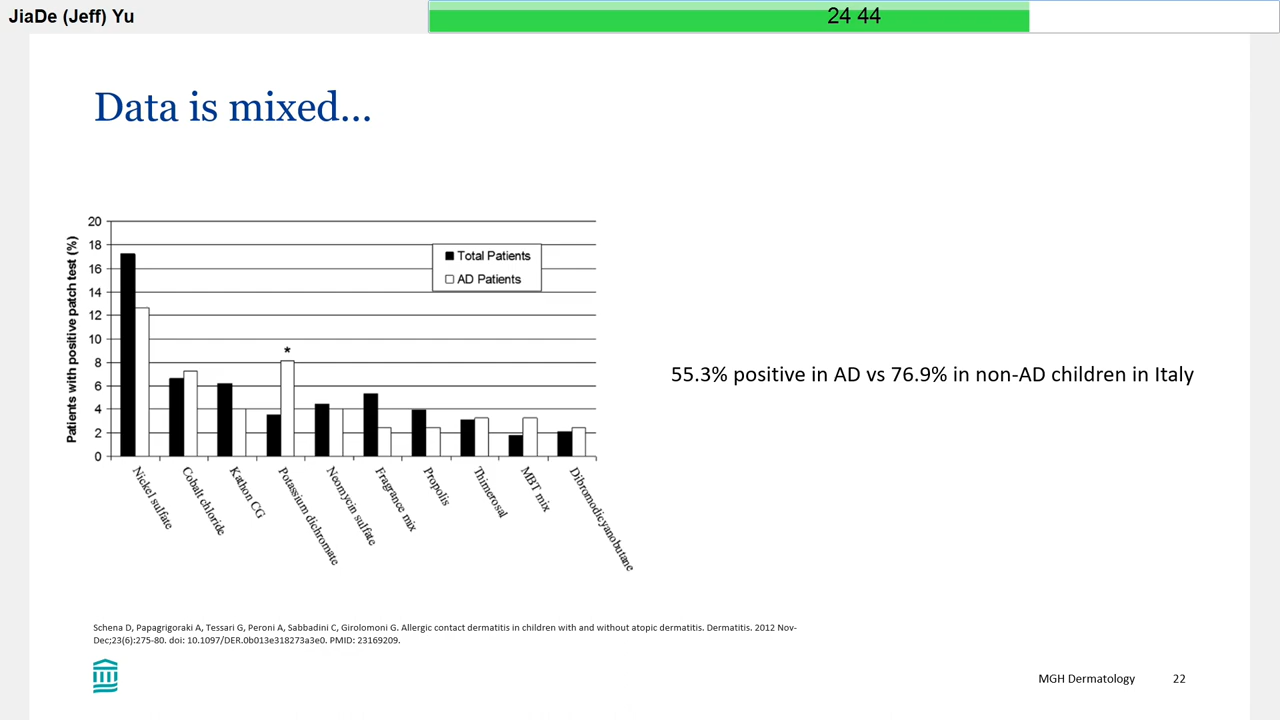 JiaDe (Jeff) Yu
24 44
Data is mixed...
Patients with positive patch test (%)
20
18
16
14
12
10
8
6
4
2
0
Total Patients
AD Patients
*
Nickel sulfate
Cobalt chloride
Kathon CG
Potassium dichromate
Neomycin sulfate
Fragrance mix
Propolis
Thimerosal
MBT mix
Dibromodicyanobutane
55.3% positive in AD vs 76.9% in non-AD children in Italy
Schena D, Papagrigoraki A, Tessari G, Peroni A, Sabbadini C, Girolomoni G. Allergic contact dermatitis in children with and without atopic dermatitis. Dermatitis. 2012 Nov-
Dec;23(6):275-80. doi: 10.1097/DER.0b013e318273a3e0. PMID: 23169209.
MGH Dermatology
22